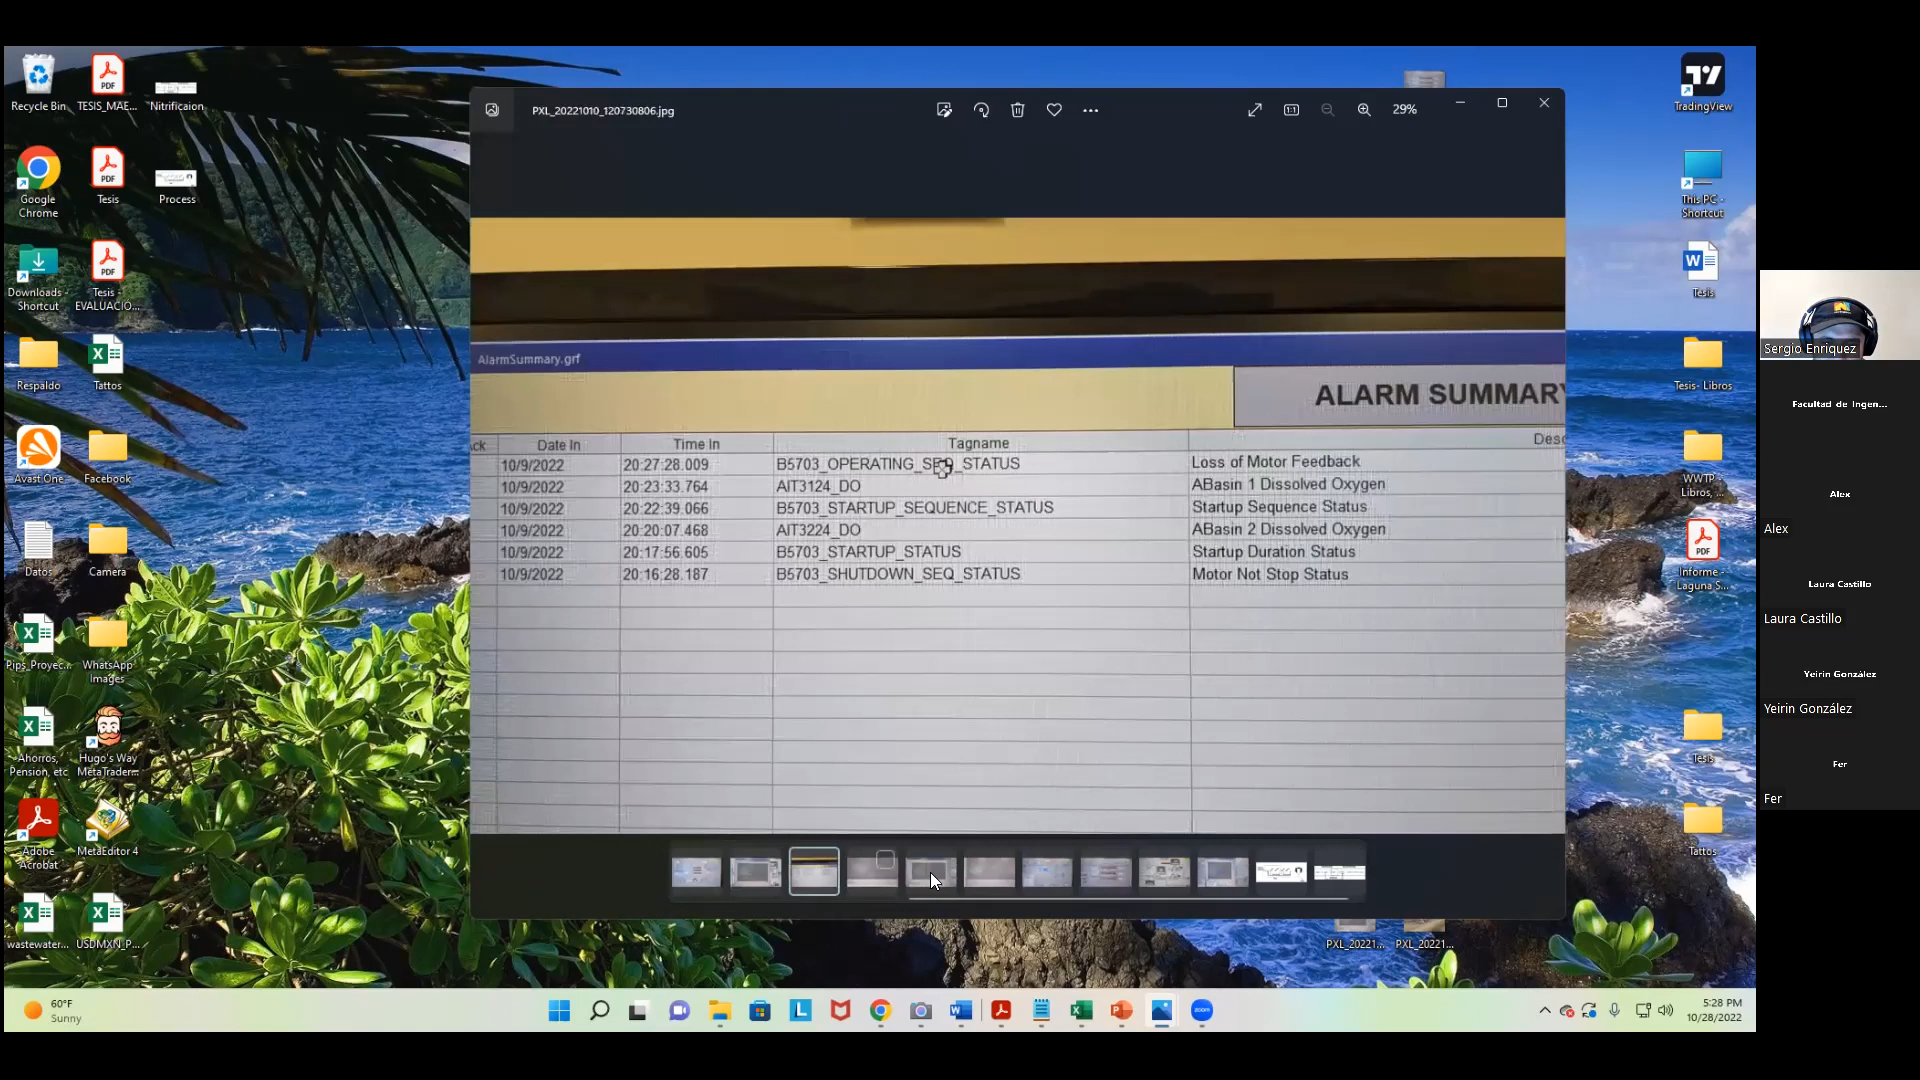 Recycle Bin
TESIS_MAE...
Nitrificaion
Google Chrome
Tesis
Process
Downloads - Shortcut
Tesis - EVALUACIÓ...
Respaldo
Tattos
Avast One
Facebook
Datos
Camera
Pips_Proyec...
WhatsApp Images
Ahorros, Pension, etc
Hugo's Way MetaTrader...
Adobe Acrobat
MetaEditor 4
wastewater...
USDMXN_P...
PXL_20221010_120730806.jpg
29%
AlarmSummary.grf
ALARM SUMMARY
Ack Date In Time In Tagname Desc
10/9/2022 20:27:28.009 B5703_OPERATING_SEQ_STATUS Loss of Motor Feedback
10/9/2022 20:23:33.764 AIT3124_DO ABasin 1 Dissolved Oxygen
10/9/2022 20:22:39.066 B5703_STARTUP_SEQUENCE_STATUS Startup Sequence Status
10/9/2022 20:20:07.468 AIT3224_DO ABasin 2 Dissolved Oxygen
10/9/2022 20:17:56.605 B5703_STARTUP_STATUS Startup Duration Status
10/9/2022 20:16:28.187 B5703_SHUTDOWN_SEQ_STATUS Motor Not Stop Status
TradingView
This PC - Shortcut
Tesis
Tesis- Libros
WWTP - Libros, ...
Informe - Laguna S...
Tesis
Tattos
PXL_20221...
PXL_20221...
60°F
Sunny
5:28 PM
10/28/2022
Sergio Enriquez
Facultad de Ingen...
Alex
Alex
Laura Castillo
Laura Castillo
Yeirin González
Yeirin González
Fer
Fer